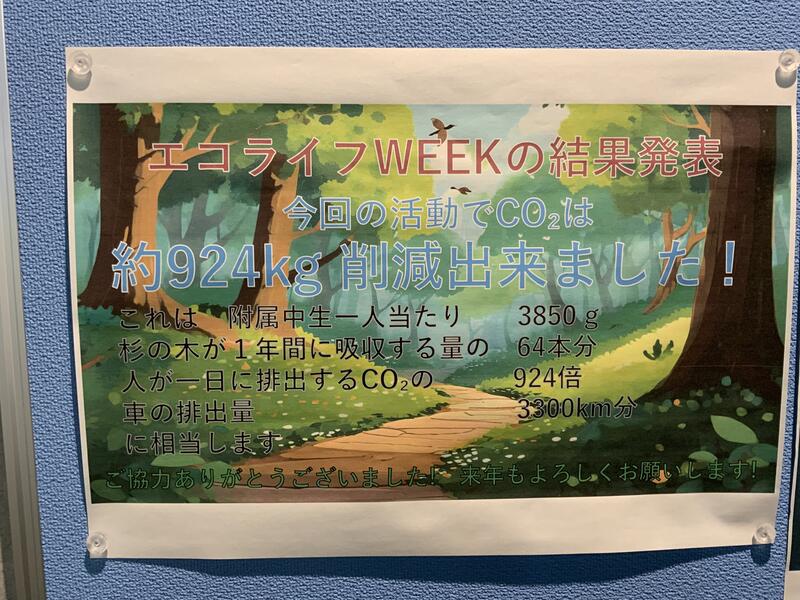 エコライフWEEKの結果発表
今回の活動でCO₂は
約924kg 削減出来ました！
これは　附属中生一人当たり　3850ｇ
杉の木が１年間に吸収する量の　64本分
人が一日に排出するCO₂の　924倍
車の排出量　3300km分
に相当します
ご協力ありがとうございました!　来年もよろしくお願いします!